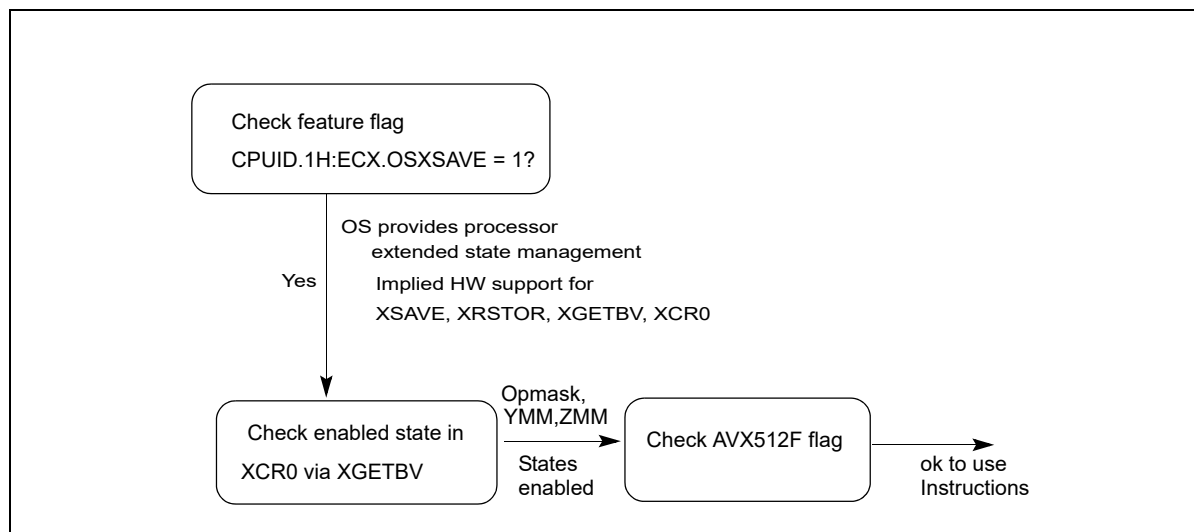 Check feature flag
CPUID.1H:ECX.OSXSAVE = 1?
OS provides processor
extended state management
Yes
Implied HW support for
XSAVE, XRSTOR, XGETBV, XCR0
Check enabled state in
XCR0 via XGETBV
Opmask,
YMM,ZMM
States
enabled
Check AVX512F flag
ok to use
Instructions